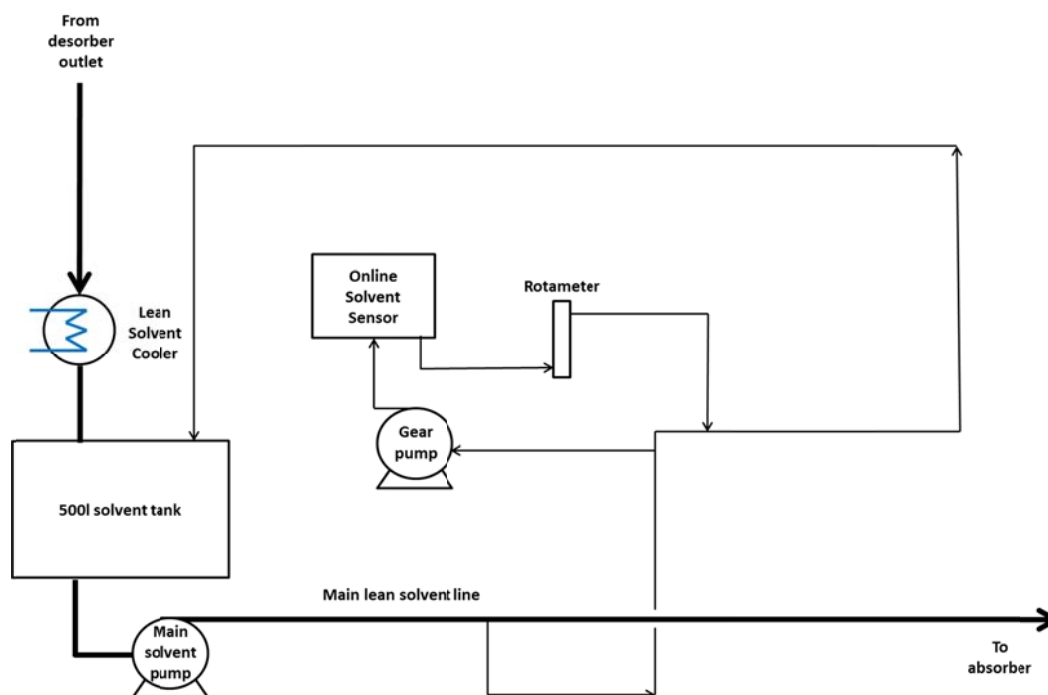 From
desorber
outlet
Online
Solvent
Sensor
Rotameter
Lean
Solvent
Cooler
Gear
pump
500l solvent tank
Main lean solvent line
Main
solvent
pump
To
absorber